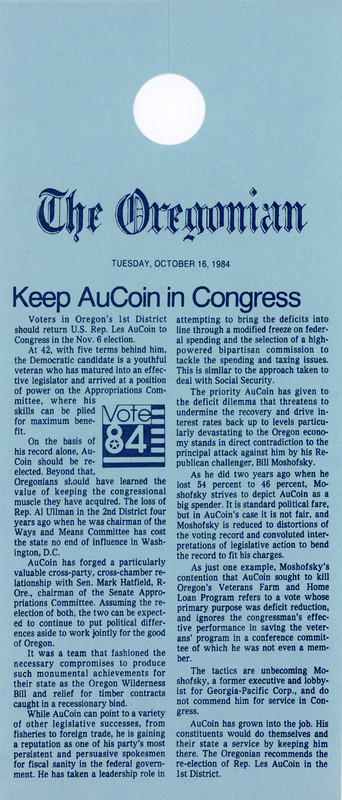 The Oregonian
TUESDAY, OCTOBER 16, 1984
Keep AuCoin in Congress
Voters in Oregon's 1st District
should return U.S. Rep. Les AuCoin to
Congress in the Nov. 6 election.
At 42, with five terms behind him,
the Democratic candidate is a youthful
veteran who has matured into an effec-
tive legislator and arrived at a position
of power on the Appropriations Com-
mittee, where his
skills can be plied
for maximum bene-
fit.
Vote
84
On the basis of
his record alone, Au-
Coin should be re-
elected. Beyond that,
Oregonians should have learned the
value of keeping the congressional
muscle they have acquired. The loss of
Rep. Al Ullman in the 2nd District four
years ago when he was chairman of the
Ways and Means Committee has cost
the state no end of influence in Wash-
ington, D.C.
AuCoin has forged a particularly
valuable cross-party, cross-chamber re-
lationship with Sen. Mark Hatfield, R-
Ore., chairman of the Senate Appro-
priations Committee. Assuming the re-
election of both, the two can be expect-
ed to continue to put political differ-
ences aside to work jointly for the good
of Oregon.
It was a team that fashioned the
necessary compromises to produce
such monumental achievements for
their state as the Oregon Wilderness
Bill and relief for timber contracts
caught in a recessionary bind.
While AuCoin can point to a variety
of other legislative successes, from
fisheries to foreign trade, he is gaining
a reputation as one of his party's most
persistent and persuasive spokesmen
for fiscal sanity in the federal govern-
ment. He has taken a leadership role in
attempting to bring the deficits into
line through a modified freeze on feder-
al spending and the selection of a high-
powered bipartisan commission to
tackle the spending and taxing issues.
This is similar to the approach taken to
deal with Social Security.
The priority AuCoin has given to
the deficit dilemma that threatens to
undermine the recovery and drive in-
terest rates back up to levels particu-
larly devastating to the Oregon econo-
my stands in direct contradiction to the
principal attack against him by his Re-
publican challenger, Bill Moshofsky.
As he did two years ago when he
lost 54 percent to 46 percent, Mo-
shofsky strives to depict AuCoin as a
big spender. It is standard political fare,
but in AuCoin's case it is not fair, and
Moshofsky is reduced to distortions of
the voting record and convoluted inter-
pretations of legislative action to bend
the record to fit his charges.
As just one example, Moshofsky's
contention that AuCoin sought to kill
Oregon's Veterans Farm and Home
Loan Program refers to a vote whose
primary purpose was deficit reduction,
and ignores the congressman's effec-
tive performance in saving the veter-
ans' program in a conference commit-
tee of which he was not even a mem-
ber.
The tactics are unbecoming Mo-
shofsky, a former executive and lobby-
ist for Georgia-Pacific Corp., and do
not commend him for service in Con-
gress.
AuCoin has grown into the job. His
constituents would do themselves and
their state a service by keeping him
there. The Oregonian recommends the
re-election of Rep. Les AuCoin in the
1st District.